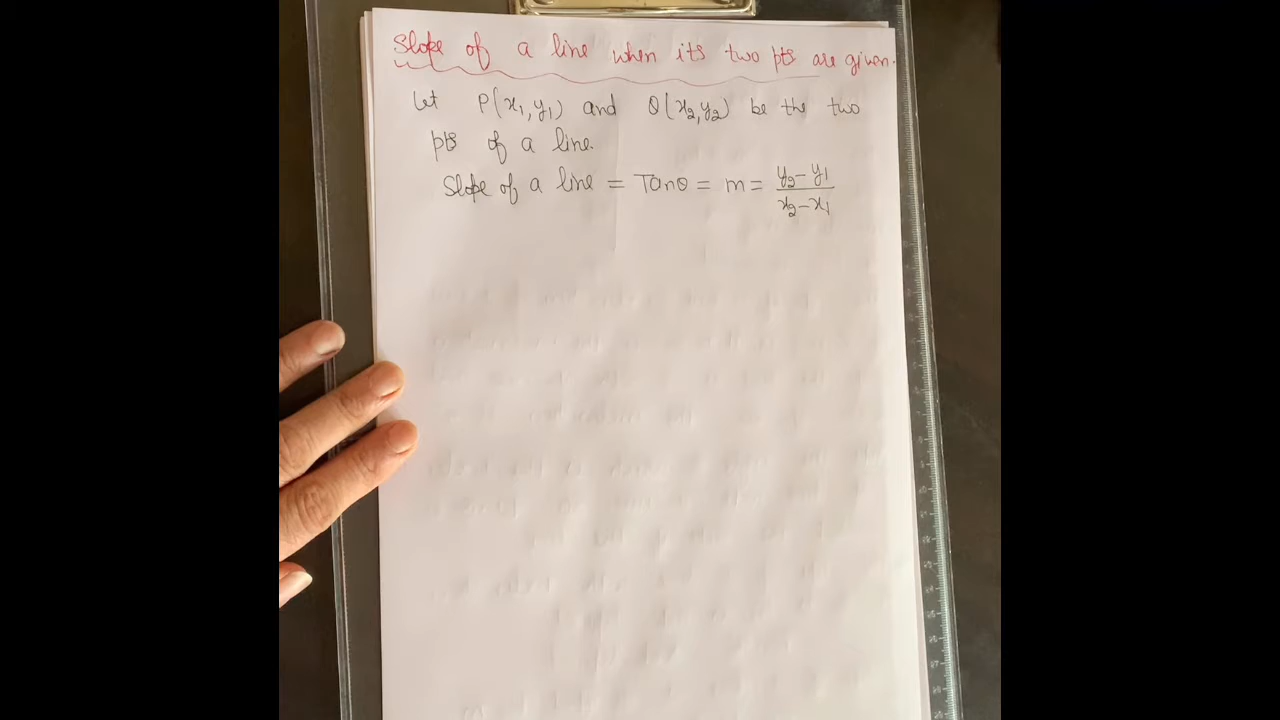 Slope of a line when its two pts are given.
Let P(x₁,y₁) and Q(x₂,y₂) be the two
pts of a line.
Slope of a line = Tanθ = m = y₂-y₁ / x₂-x₁